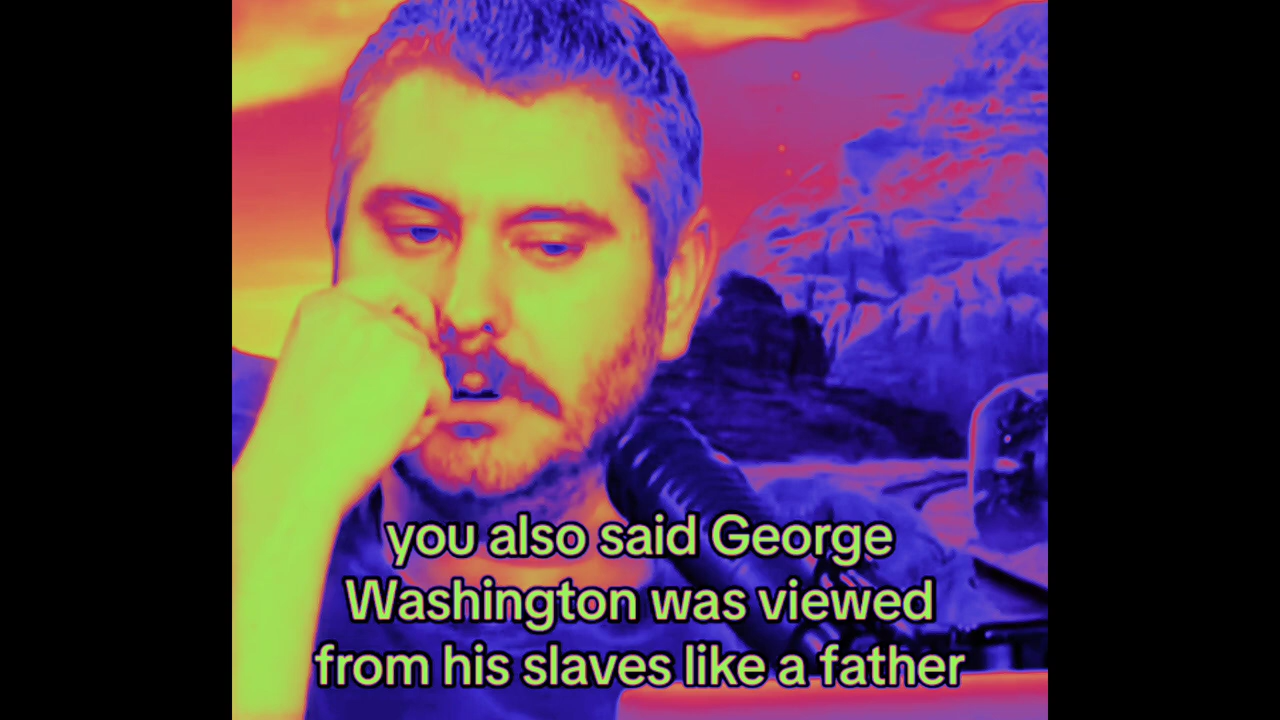 you also said George
Washington was viewed
from his slaves like a father